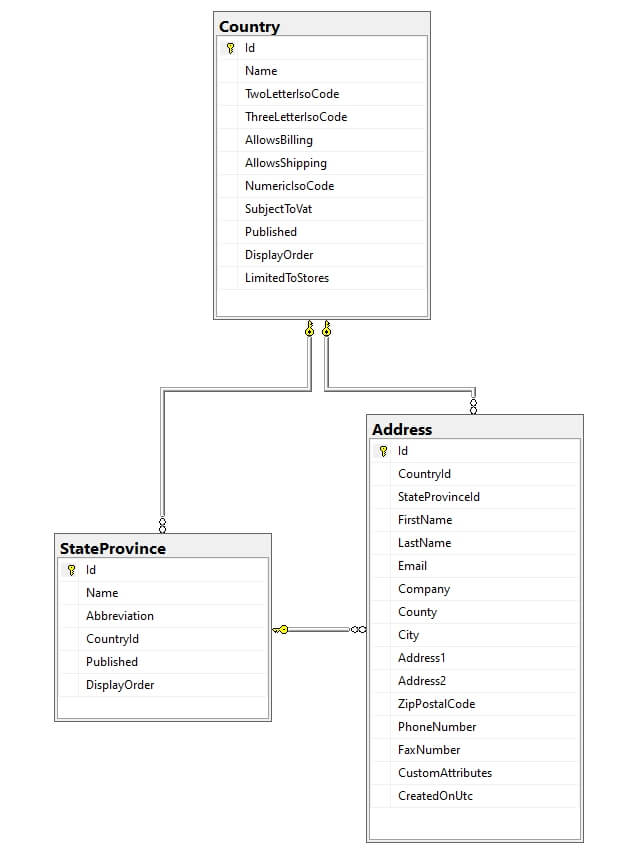 Country
Id
Name
TwoLetterIsoCode
ThreeLetterIsoCode
AllowsBilling
AllowsShipping
NumericIsoCode
SubjectToVat
Published
DisplayOrder
LimitedToStores
StateProvince
Id
Name
Abbreviation
CountryId
Published
DisplayOrder
Address
Id
CountryId
StateProvinceId
FirstName
LastName
Email
Company
County
City
Address1
Address2
ZipPostalCode
PhoneNumber
FaxNumber
CustomAttributes
CreatedOnUtc